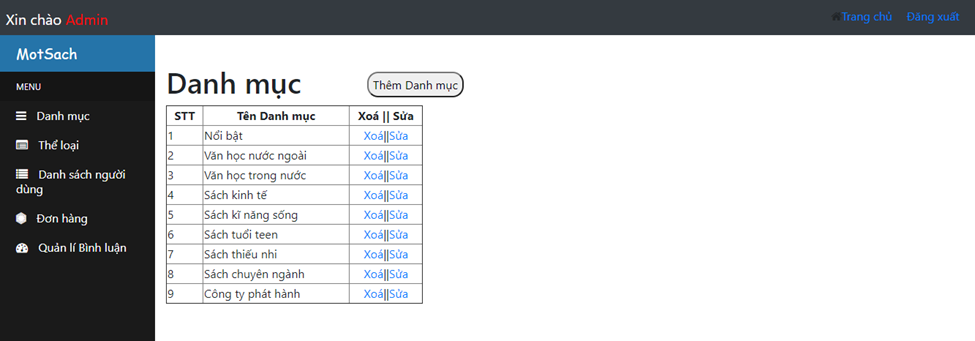 Xin chào Admin
Trang chủ Đăng xuất
MotSach
MENU
Danh mục
Thể loại
Danh sách người
dùng
Đơn hàng
Quản lí Bình luận
Danh mục
Thêm Danh mục
STT Tên Danh mục Xoá || Sửa
1 Nổi bật Xoá||Sửa
2 Văn học nước ngoài Xoá||Sửa
3 Văn học trong nước Xoá||Sửa
4 Sách kinh tế Xoá||Sửa
5 Sách kĩ năng sống Xoá||Sửa
6 Sách tuổi teen Xoá||Sửa
7 Sách thiếu nhi Xoá||Sửa
8 Sách chuyên ngành Xoá||Sửa
9 Công ty phát hành Xoá||Sửa